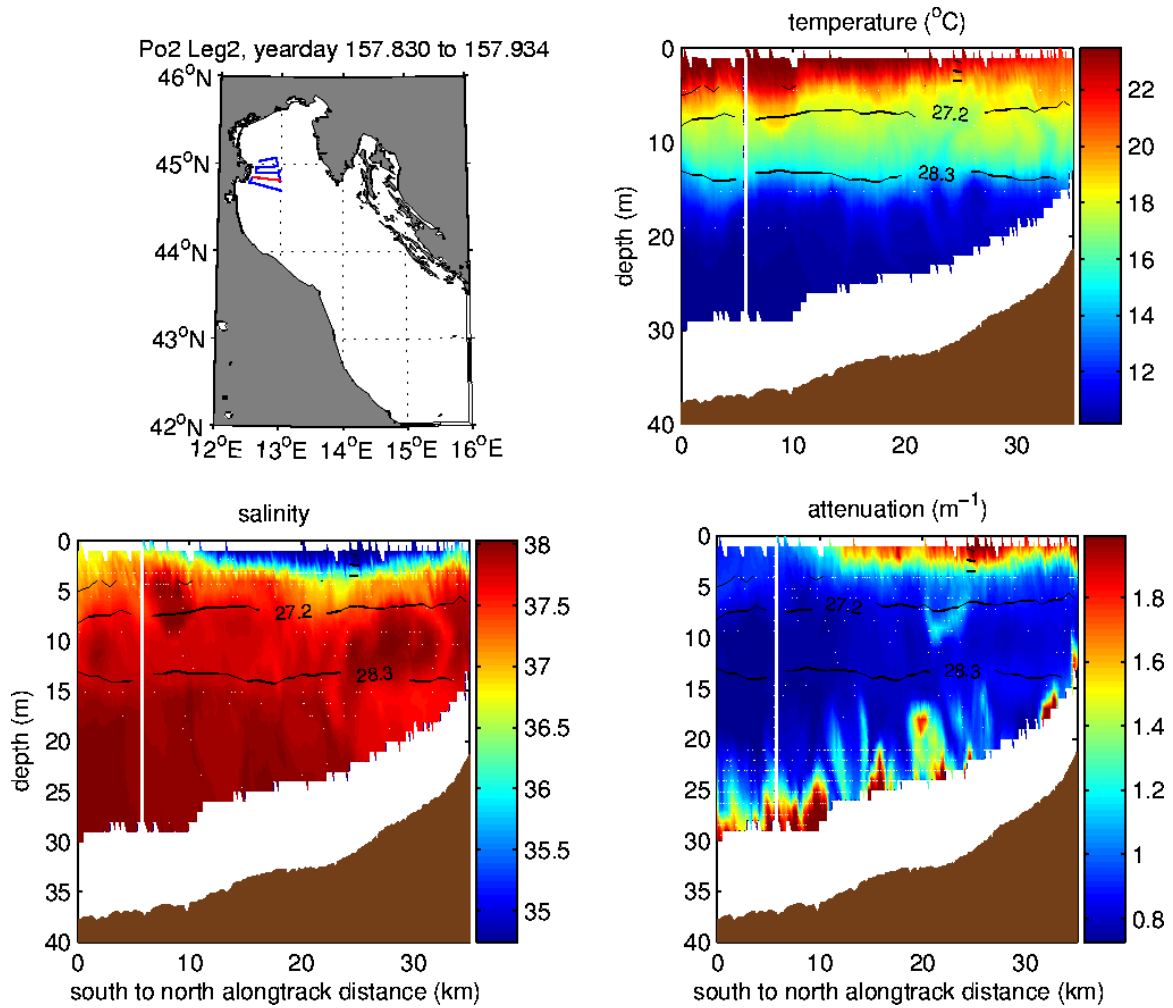 Po2 Leg2, yearday 157.830 to 157.934
46°N
45°N
44°N
43°N
42°N
12°E 13°E 14°E 15°E 16°E
temperature (°C)
0
10
20
30
40
depth (m)
27.2
28.3
0 10 20 30
22
20
18
16
14
12
salinity
0
5
10
15
20
25
30
35
40
depth (m)
27.2
28.3
0 10 20 30
south to north alongtrack distance (km)
38
37.5
37
36.5
36
35.5
35
attenuation (m⁻¹)
0
5
10
15
20
25
30
35
40
27.2
28.3
0 10 20 30
south to north alongtrack distance (km)
1.8
1.6
1.4
1.2
1
0.8